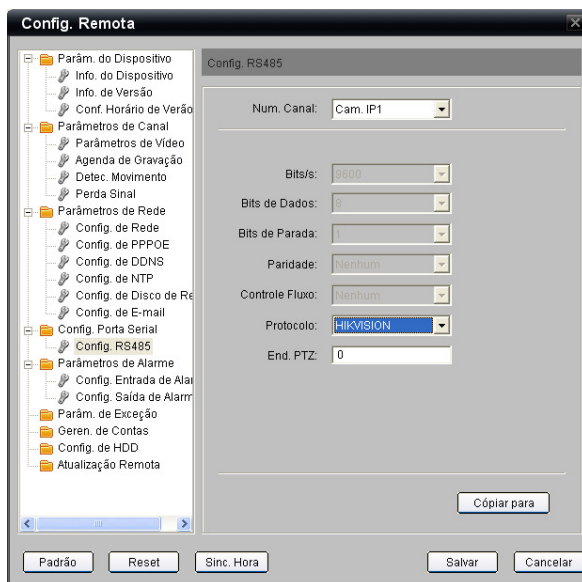 Config. Remota
Parâm. do Dispositivo
Info. do Dispositivo
Info. de Versão
Conf. Horário de Verão
Parâmetros de Canal
Parâmetros de Vídeo
Agenda de Gravação
Detec. Movimento
Perda Sinal
Parâmetros de Rede
Config. de Rede
Config. de PPPOE
Config. de DDNS
Config. de NTP
Config. de Disco de Re
Config. de E-mail
Config. Porta Serial
Config. RS485
Parâmetros de Alarme
Config. Entrada de Alar
Config. Saída de Alarm
Parâm. de Exceção
Geren. de Contas
Config. de HDD
Atualização Remota
Config. RS485
Num. Canal: Cam. IP1
Bits/s: 9600
Bits de Dados: 8
Bits de Parada: 1
Paridade: Nenhum
Controle Fluxo: Nenhum
Protocolo: HIKVISION
End. PTZ: 0
Cópiar para
Padrão Reset Sinc. Hora Salvar Cancelar